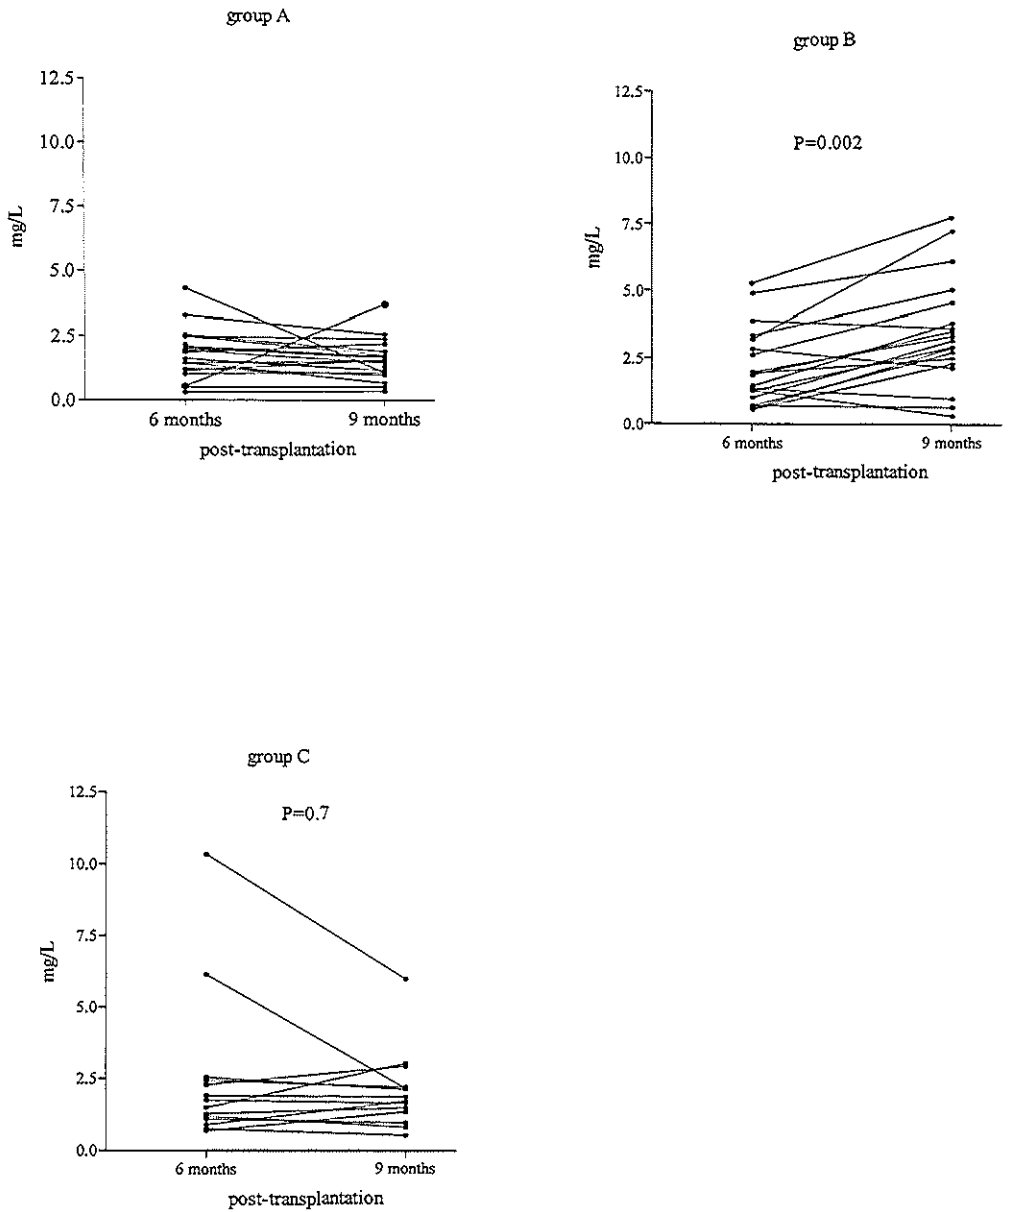 group A
12.5
10.0
7.5
5.0
2.5
0.0
mg/L
6 months 9 months
post-transplantation
group B
P=0.002
12.5
10.0
7.5
5.0
2.5
0.0
mg/L
6 months 9 months
post-transplantation
group C
P=0.7
12.5
10.0
7.5
5.0
2.5
0.0
mg/L
6 months 9 months
post-transplantation